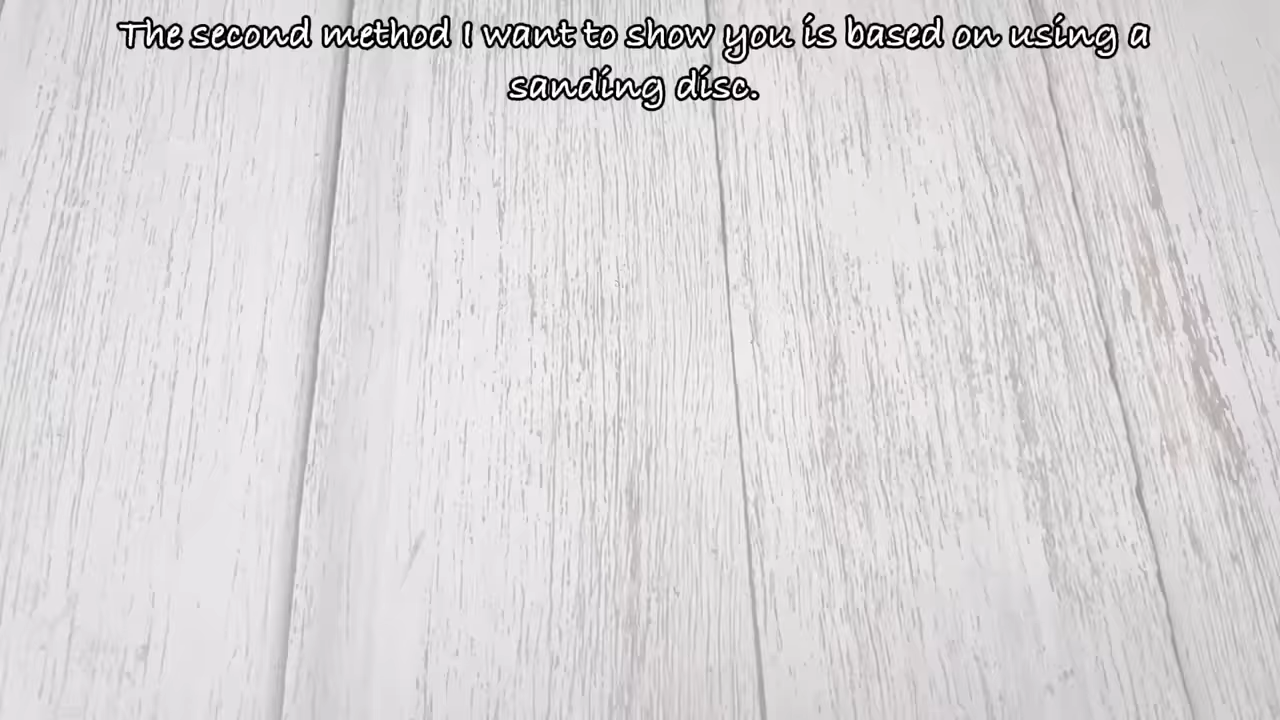 The second method I want to show you is based on using a
sanding disc.